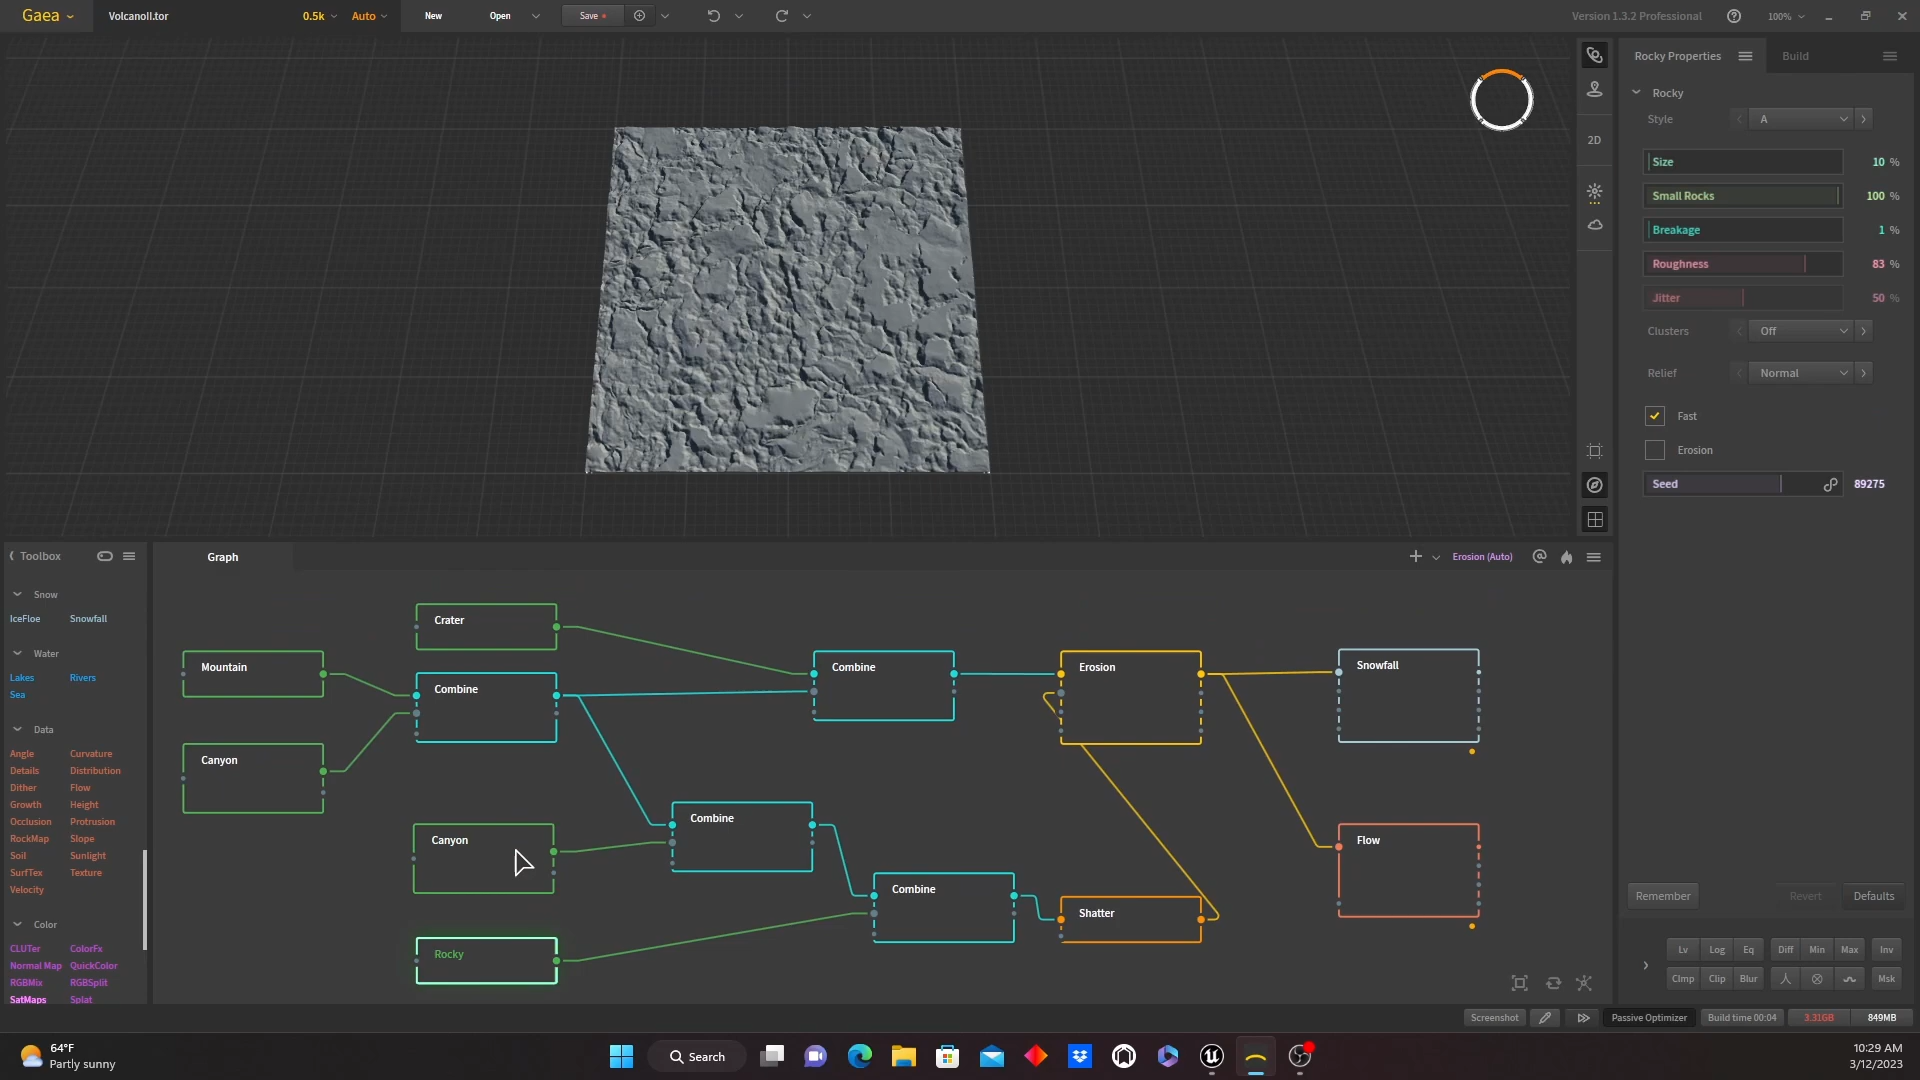 Gaea
VolcanoII.tor
0.5k
Auto
New
Open
Save
Version 1.3.2 Professional
100%
Rocky Properties
Build
Rocky
Style
A
Size
10 %
Small Rocks
100 %
Breakage
1 %
Roughness
83 %
Jitter
50 %
Clusters
Off
Relief
Normal
Fast
Erosion
Seed
89275
2D
Toolbox
Graph
Erosion (Auto)
Snow
IceFloe Snowfall
Water
Lakes Rivers
Sea
Data
Angle Curvature
Details Distribution
Dither Flow
Growth Height
Occlusion Protrusion
RockMap Slope
Soil Sunlight
SurfTex Texture
Velocity
Color
CLUTer ColorFx
Normal Map QuickColor
RGBMix RGBSplit
SatMaps Splat
Crater
Mountain
Combine
Canyon
Combine
Erosion
Snowfall
Canyon
Combine
Combine
Rocky
Shatter
Flow
Remember
Revert
Defaults
Lv Log Eq Diff Min Max Inv
Clmp Clip Blur Msk
Screenshot
Passive Optimizer
Build time 00:04
3.31GB
849MB
64°F
Partly sunny
Search
10:29 AM
3/12/2023